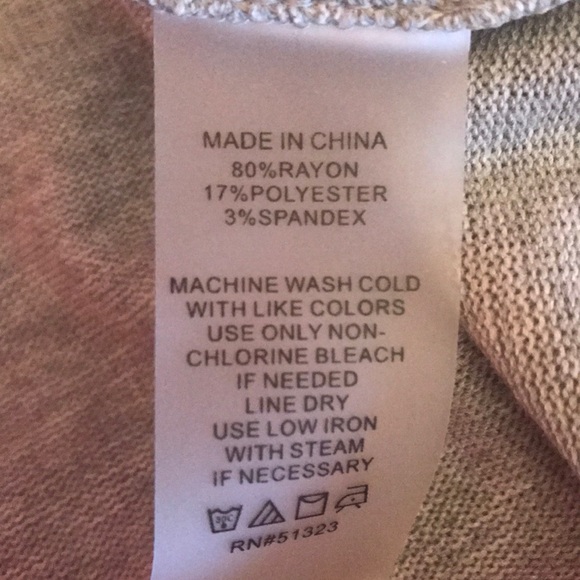 MADE IN CHINA
80%RAYON
17%POLYESTER
3%SPANDEX
MACHINE WASH COLD
WITH LIKE COLORS
USE ONLY NON-
CHLORINE BLEACH
IF NEEDED
LINE DRY
USE LOW IRON
WITH STEAM
IF NECESSARY
30C
RN#51323